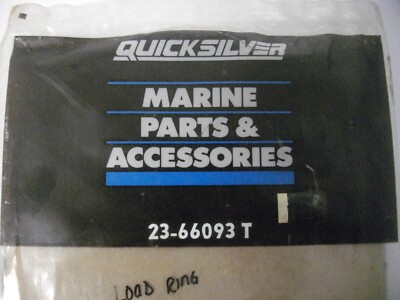 QUICKSILVER
MARINE
PARTS &
ACCESSORIES
23-66093 T
LOAD RING